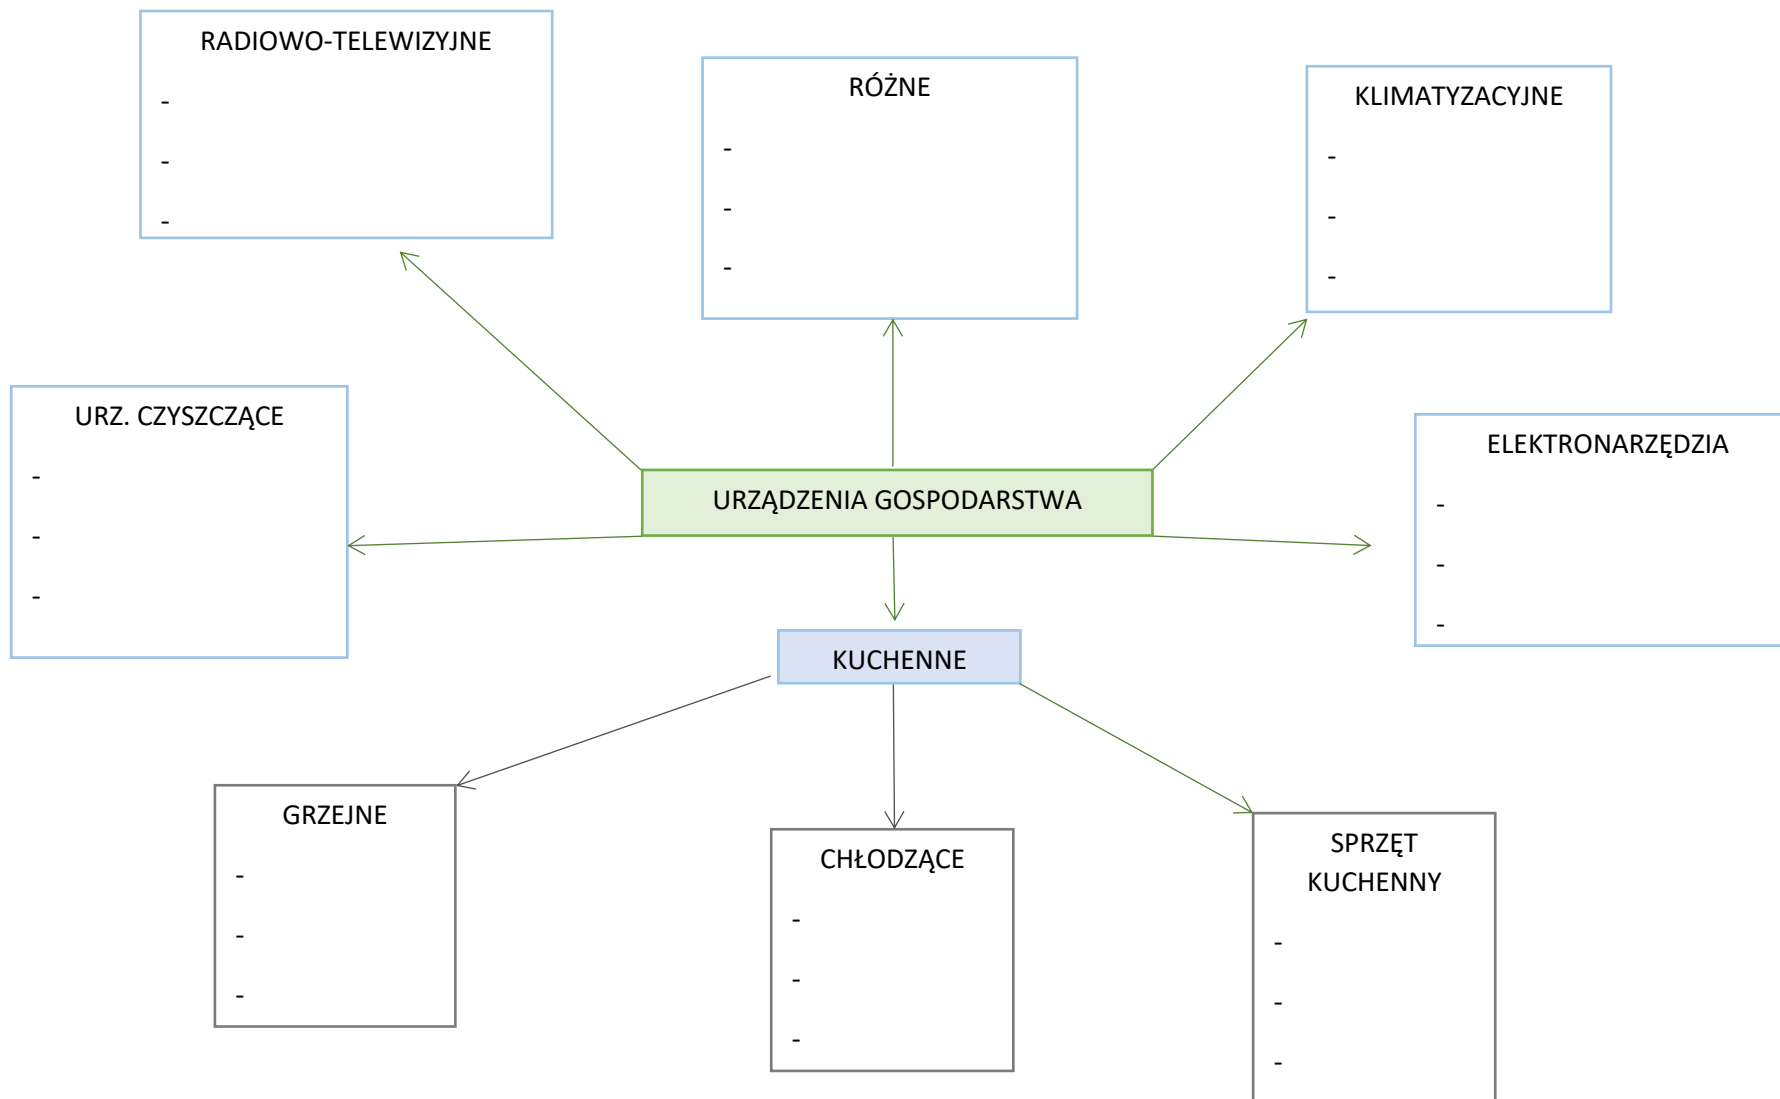 RADIOWO-TELEWIZYJNE
-
-
-
RÓŻNE
-
-
-
KLIMATYZACYJNE
-
-
-
URZ. CZYSZCZĄCE
-
-
-
URZĄDZENIA GOSPODARSTWA
ELEKTRONARZĘDZIA
-
-
-
KUCHENNE
GRZEJNE
-
-
-
CHŁODZĄCE
-
-
-
SPRZĘT
KUCHENNY
-
-
-